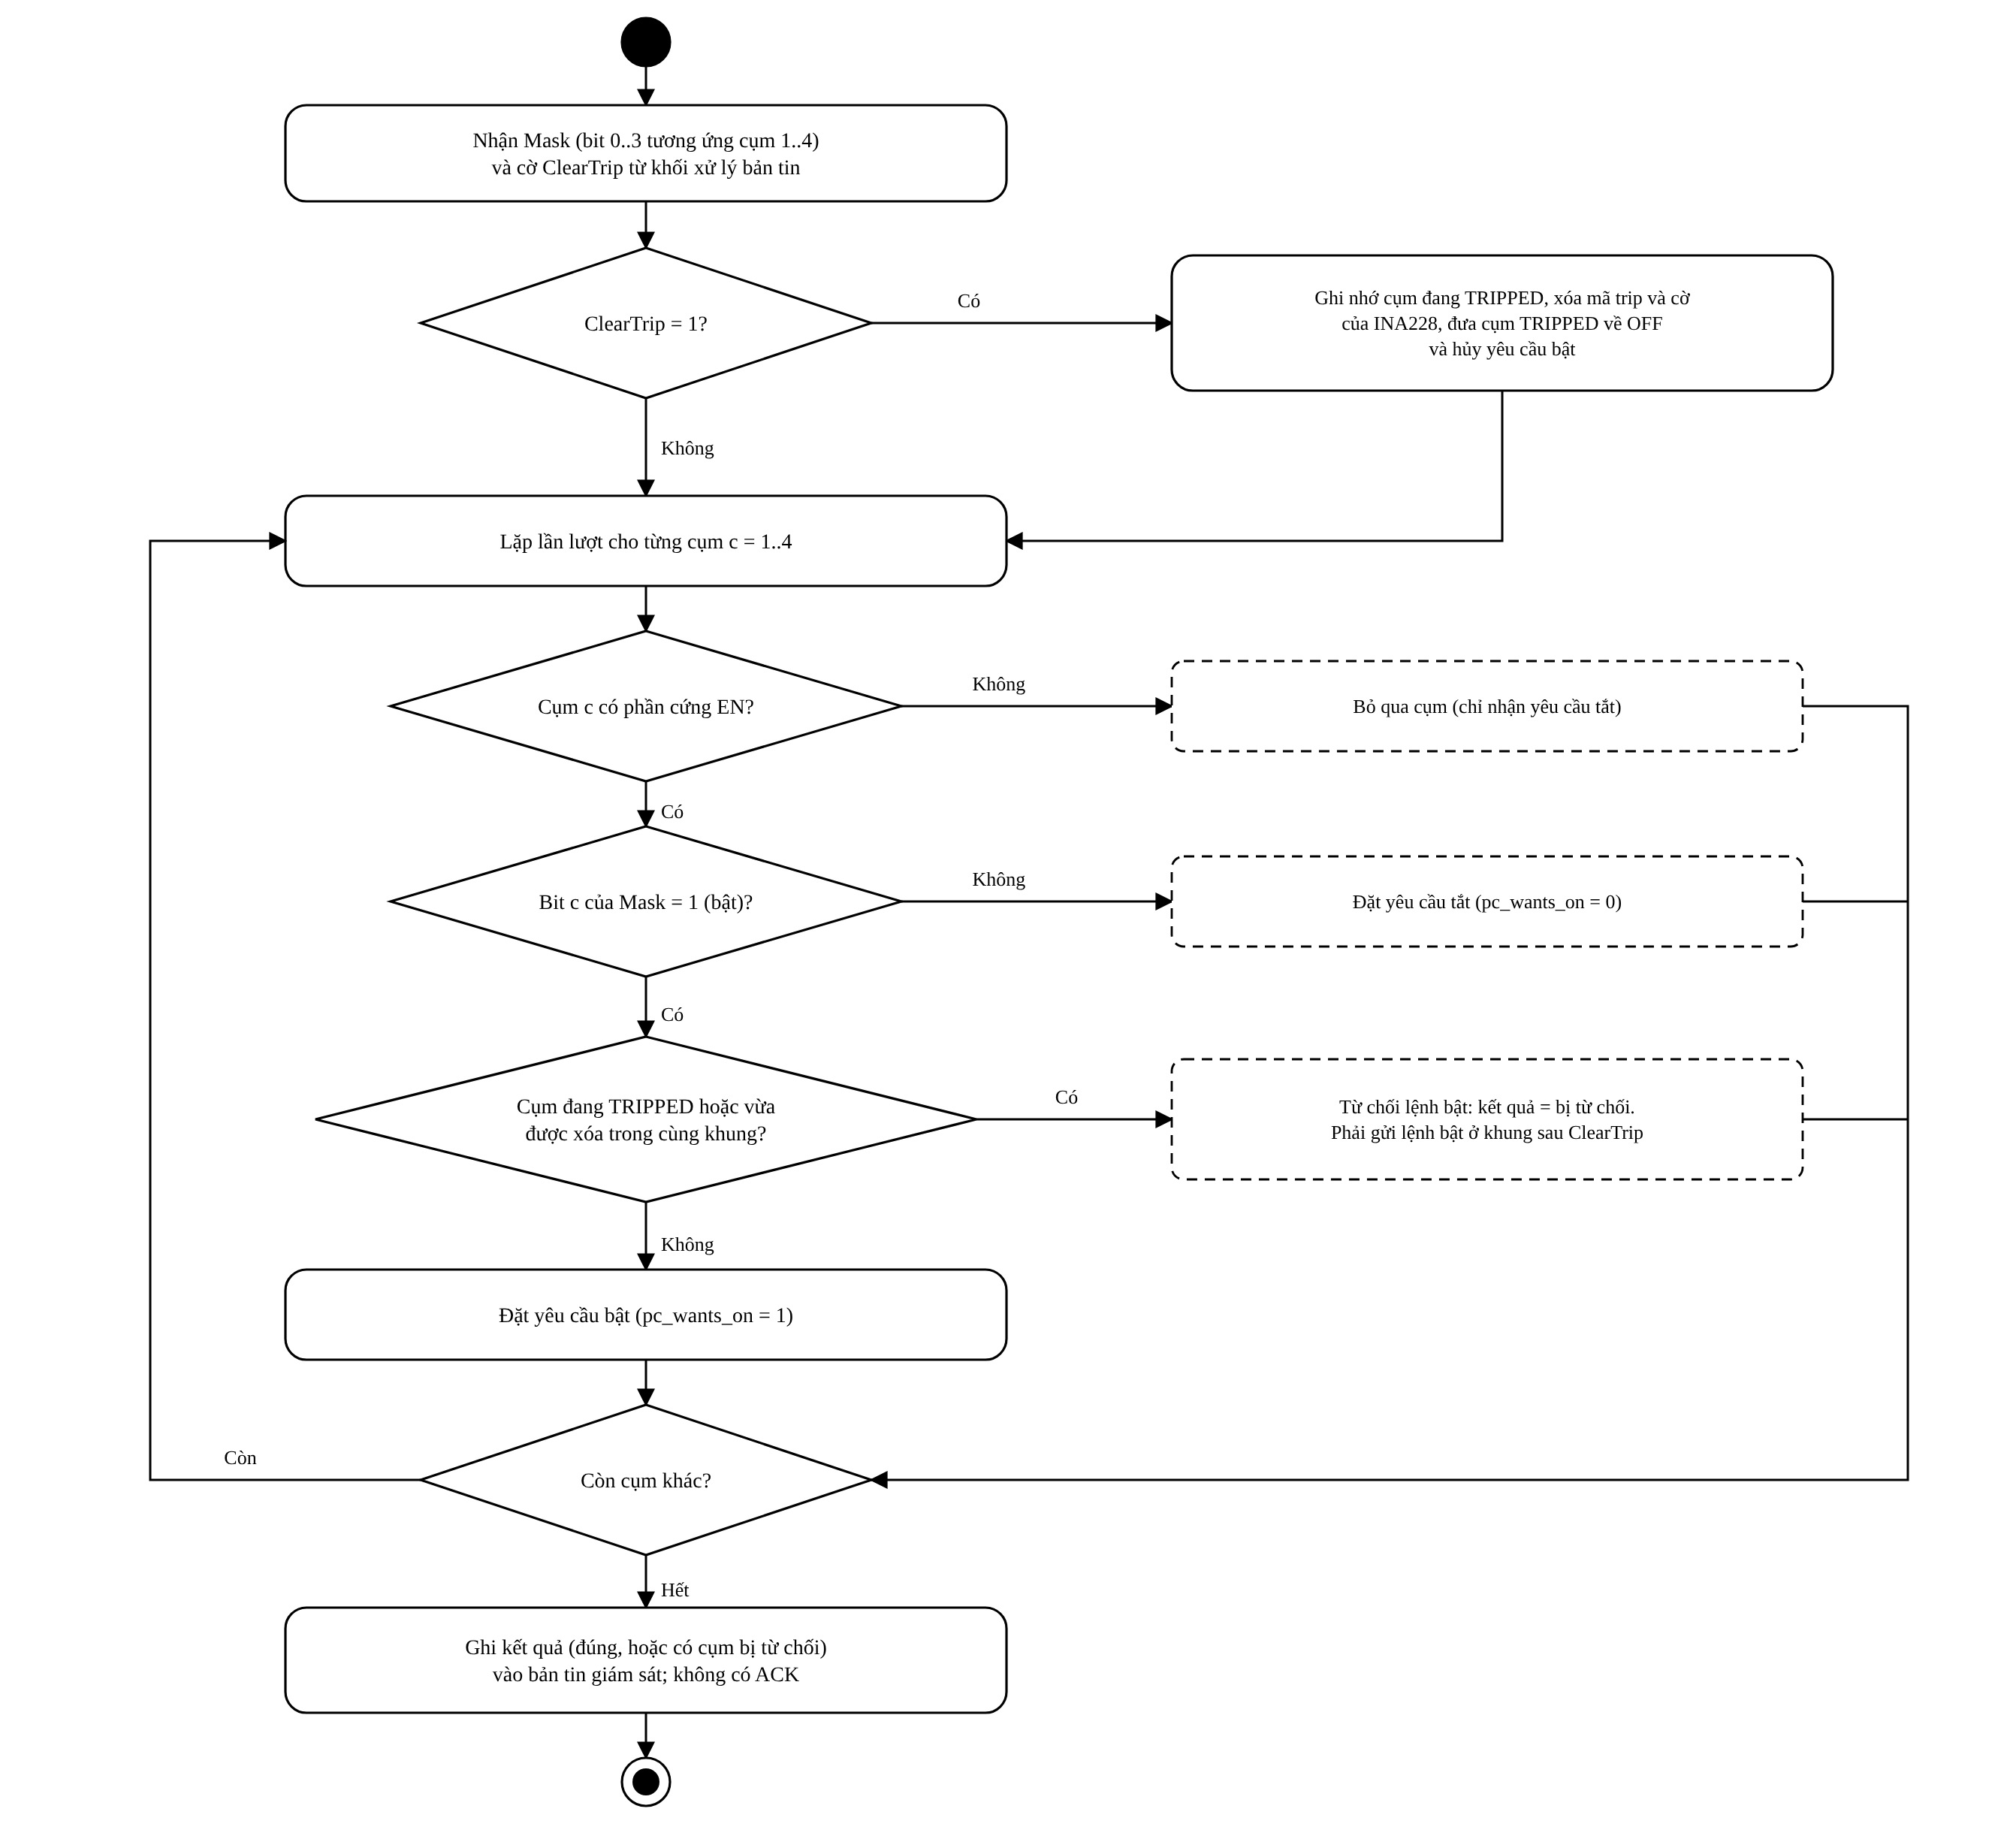 Nhận Mask (bit 0..3 tương ứng cụm 1..4)
và cờ ClearTrip từ khối xử lý bản tin
ClearTrip = 1?
Có
Ghi nhớ cụm đang TRIPPED, xóa mã trip và cờ
của INA228, đưa cụm TRIPPED về OFF
và hủy yêu cầu bật
Không
Lặp lần lượt cho từng cụm c = 1..4
Cụm c có phần cứng EN?
Không
Bỏ qua cụm (chỉ nhận yêu cầu tắt)
Có
Bit c của Mask = 1 (bật)?
Không
Đặt yêu cầu tắt (pc_wants_on = 0)
Có
Cụm đang TRIPPED hoặc vừa
được xóa trong cùng khung?
Có
Từ chối lệnh bật: kết quả = bị từ chối.
Phải gửi lệnh bật ở khung sau ClearTrip
Không
Đặt yêu cầu bật (pc_wants_on = 1)
Còn
Còn cụm khác?
Hết
Ghi kết quả (đúng, hoặc có cụm bị từ chối)
vào bản tin giám sát; không có ACK